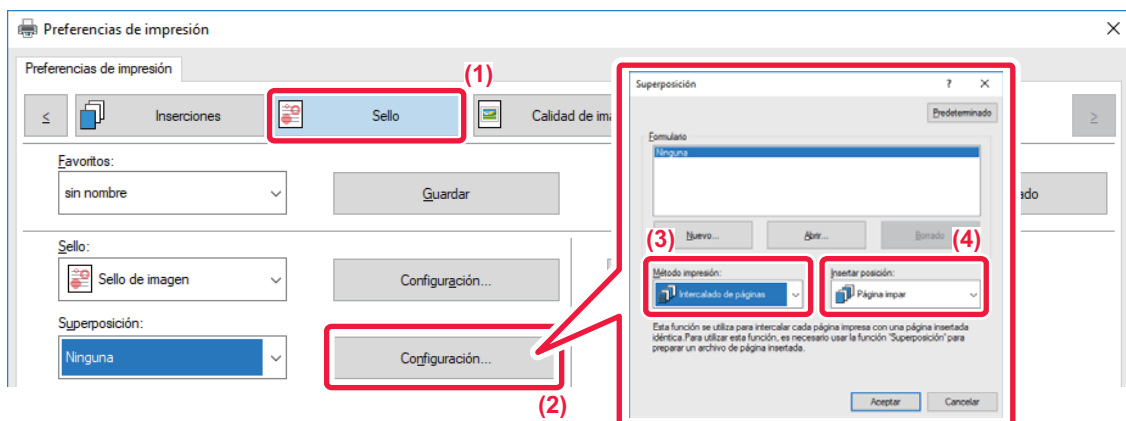 Preferencias de impresión
Preferencias de impresión
(1)
<
Inserciones
Sello
Calidad de im
>
Favoritos:
sin nombre
Guardar
ado
Sello:
Sello de imagen
Configuración...
Superposición:
Ninguna
Configuración...
(2)
Superposición
?
Predeterminado
Formulario
Ninguna
Nuevo...
Abrir...
Borrado
(3)
(4)
Método impresión:
Insertar posición:
Intercalado de páginas
Página impar
Esta función se utiliza para intercalar cada página impresa con una página insertada
idéntica.Para utilizar esta función, es necesario usar la función 'Superposición' para
preparar un archivo de página insertada.
Aceptar
Cancelar